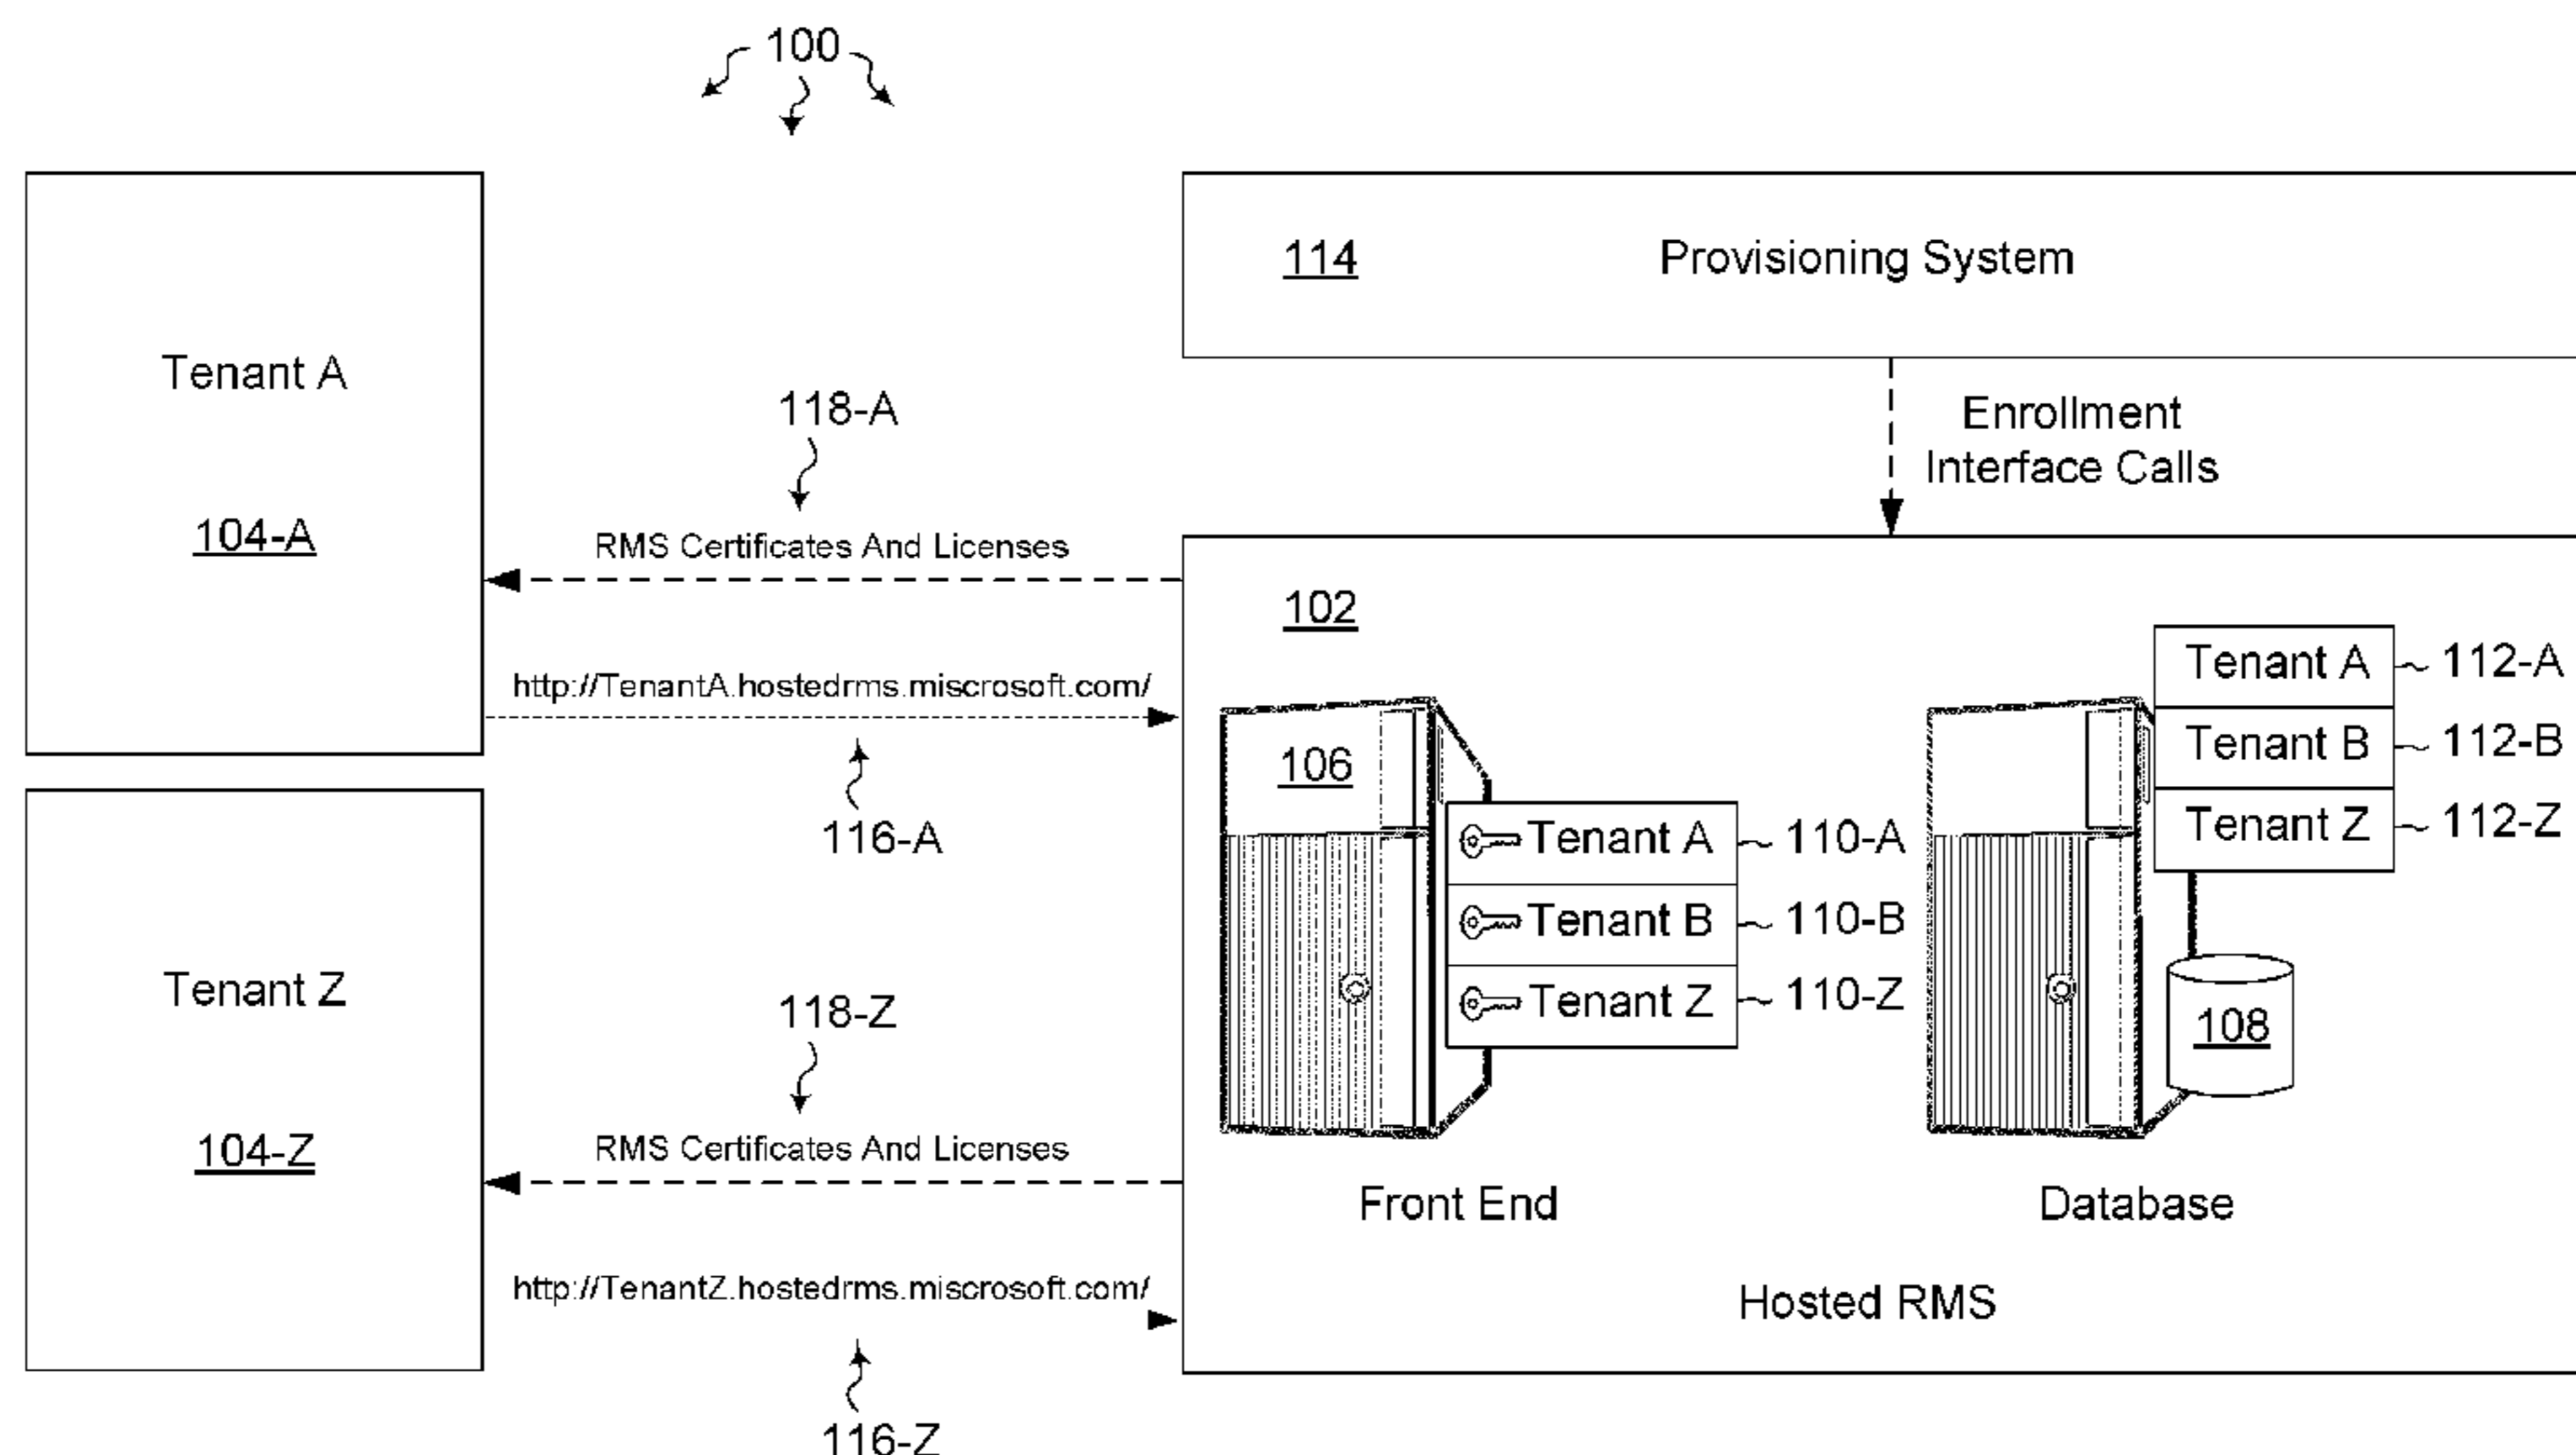 100
114 Provisioning System
Tenant A
104-A
118-A
RMS Certificates And Licenses
http://TenantA.hostedrms.miscrosoft.com/
116-A
Enrollment
Interface Calls
102
106
Tenant A 110-A
Tenant B 110-B
Tenant Z 110-Z
Front End
Tenant A 112-A
Tenant B 112-B
Tenant Z 112-Z
108
Database
Hosted RMS
Tenant Z
104-Z
118-Z
RMS Certificates And Licenses
http://TenantZ.hostedrms.miscrosoft.com/
116-Z